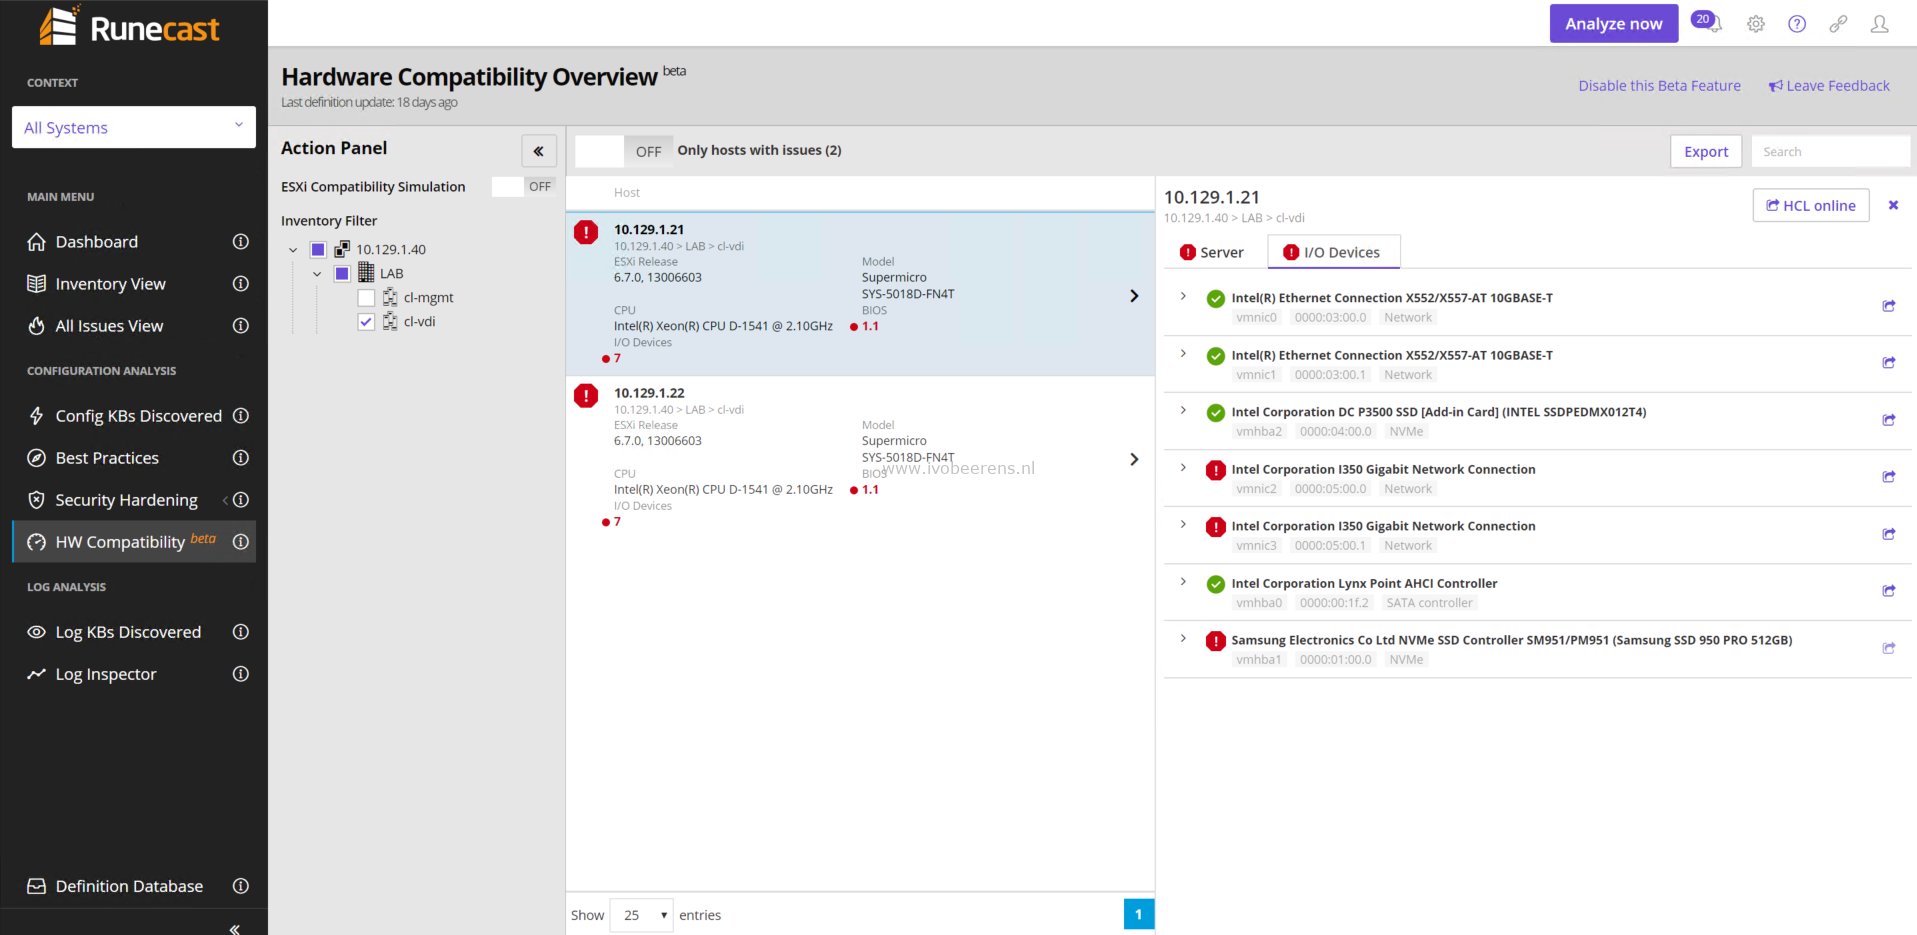 Runecast
CONTEXT
All Systems
MAIN MENU
Dashboard
Inventory View
All Issues View
CONFIGURATION ANALYSIS
Config KBs Discovered
Best Practices
Security Hardening
HW Compatibility beta
LOG ANALYSIS
Log KBs Discovered
Log Inspector
Definition Database
Analyze now
20
Hardware Compatibility Overview beta
Last definition update: 18 days ago
Disable this Beta Feature
Leave Feedback
Action Panel
ESXi Compatibility Simulation OFF
Inventory Filter
10.129.1.40
LAB
cl-mgmt
cl-vdi
OFF Only hosts with issues (2)
Export
Search
Host
10.129.1.21
10.129.1.40 > LAB > cl-vdi
ESXi Release
6.7.0, 13006603
CPU
Intel(R) Xeon(R) CPU D-1541 @ 2.10GHz
I/O Devices
7
Model
Supermicro
SYS-5018D-FN4T
BIOS
1.1
10.129.1.22
10.129.1.40 > LAB > cl-vdi
ESXi Release
6.7.0, 13006603
CPU
Intel(R) Xeon(R) CPU D-1541 @ 2.10GHz
I/O Devices
7
Model
Supermicro
SYS-5018D-FN4T
BIOS
1.1
www.ivobeerens.nl
Show 25 entries
1
10.129.1.21
10.129.1.40 > LAB > cl-vdi
HCL online
Server
I/O Devices
Intel(R) Ethernet Connection X552/X557-AT 10GBASE-T
vmnic0 0000:03:00.0 Network
Intel(R) Ethernet Connection X552/X557-AT 10GBASE-T
vmnic1 0000:03:00.1 Network
Intel Corporation DC P3500 SSD [Add-in Card] (INTEL SSDPEDMX012T4)
vmhba2 0000:04:00.0 NVMe
Intel Corporation I350 Gigabit Network Connection
vmnic2 0000:05:00.0 Network
Intel Corporation I350 Gigabit Network Connection
vmnic3 0000:05:00.1 Network
Intel Corporation Lynx Point AHCI Controller
vmhba0 0000:00:1f.2 SATA controller
Samsung Electronics Co Ltd NVMe SSD Controller SM951/PM951 (Samsung SSD 950 PRO 512GB)
vmhba1 0000:01:00.0 NVMe